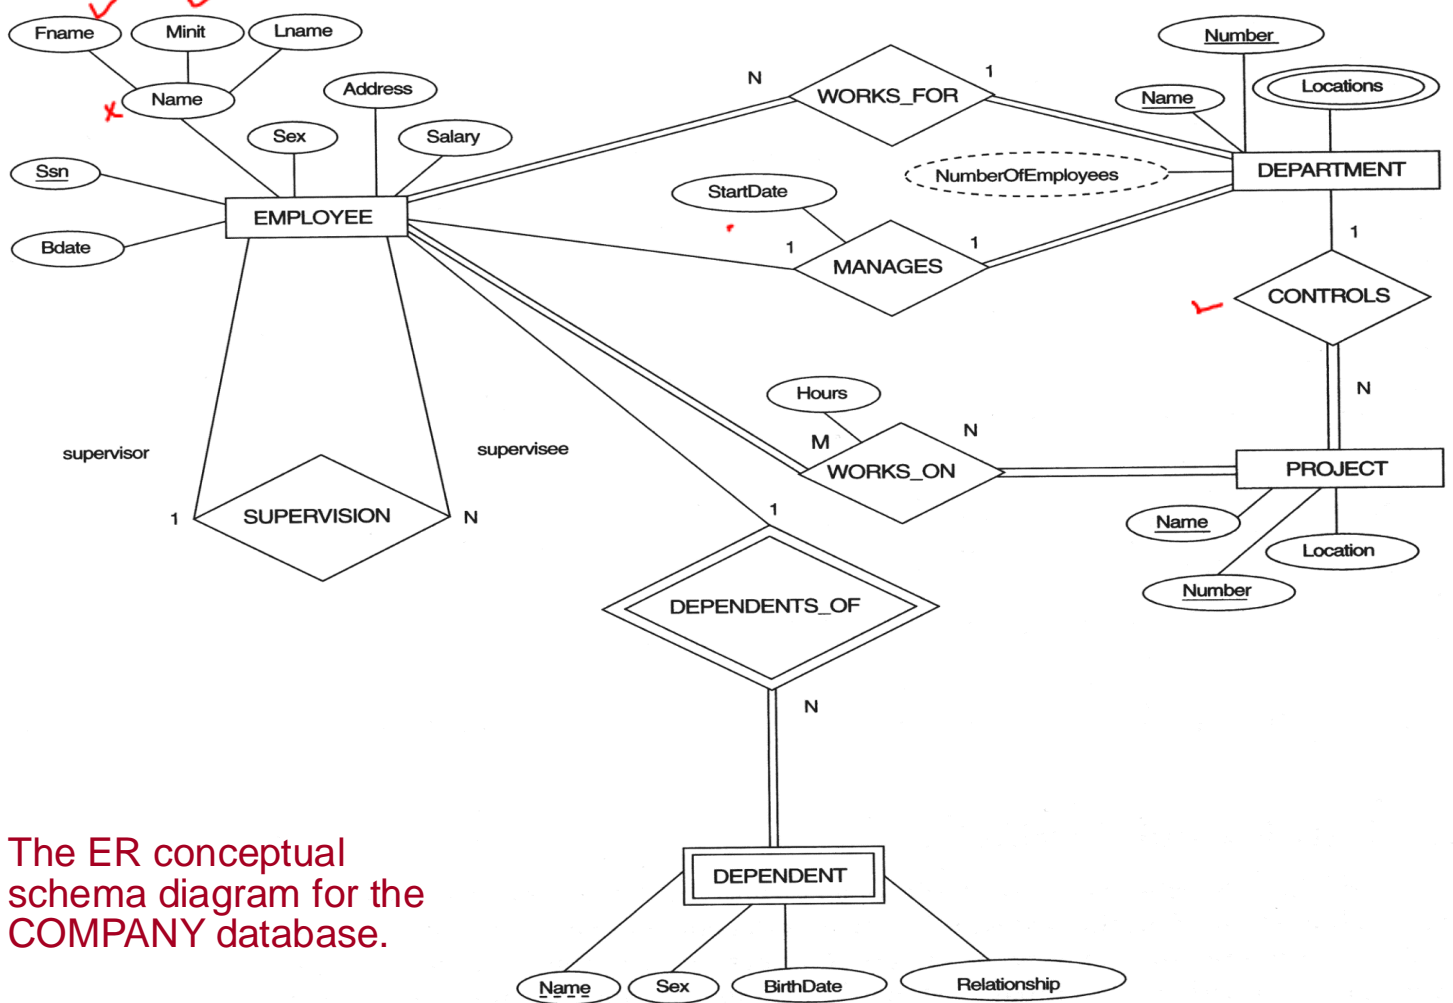 Fname
Minit
Lname
Number
Address
N
1
WORKS_FOR
Locations
Name
Name
Sex
Salary
Ssn
NumberOfEmployees
DEPARTMENT
StartDate
EMPLOYEE
Bdate
1
MANAGES
1
1
CONTROLS
Hours
N
supervisor
supervisee
M
N
WORKS_ON
PROJECT
1
SUPERVISION
N
1
Name
Location
Number
DEPENDENTS_OF
N
The ER conceptual
schema diagram for the
COMPANY database.
DEPENDENT
Name
Sex
BirthDate
Relationship